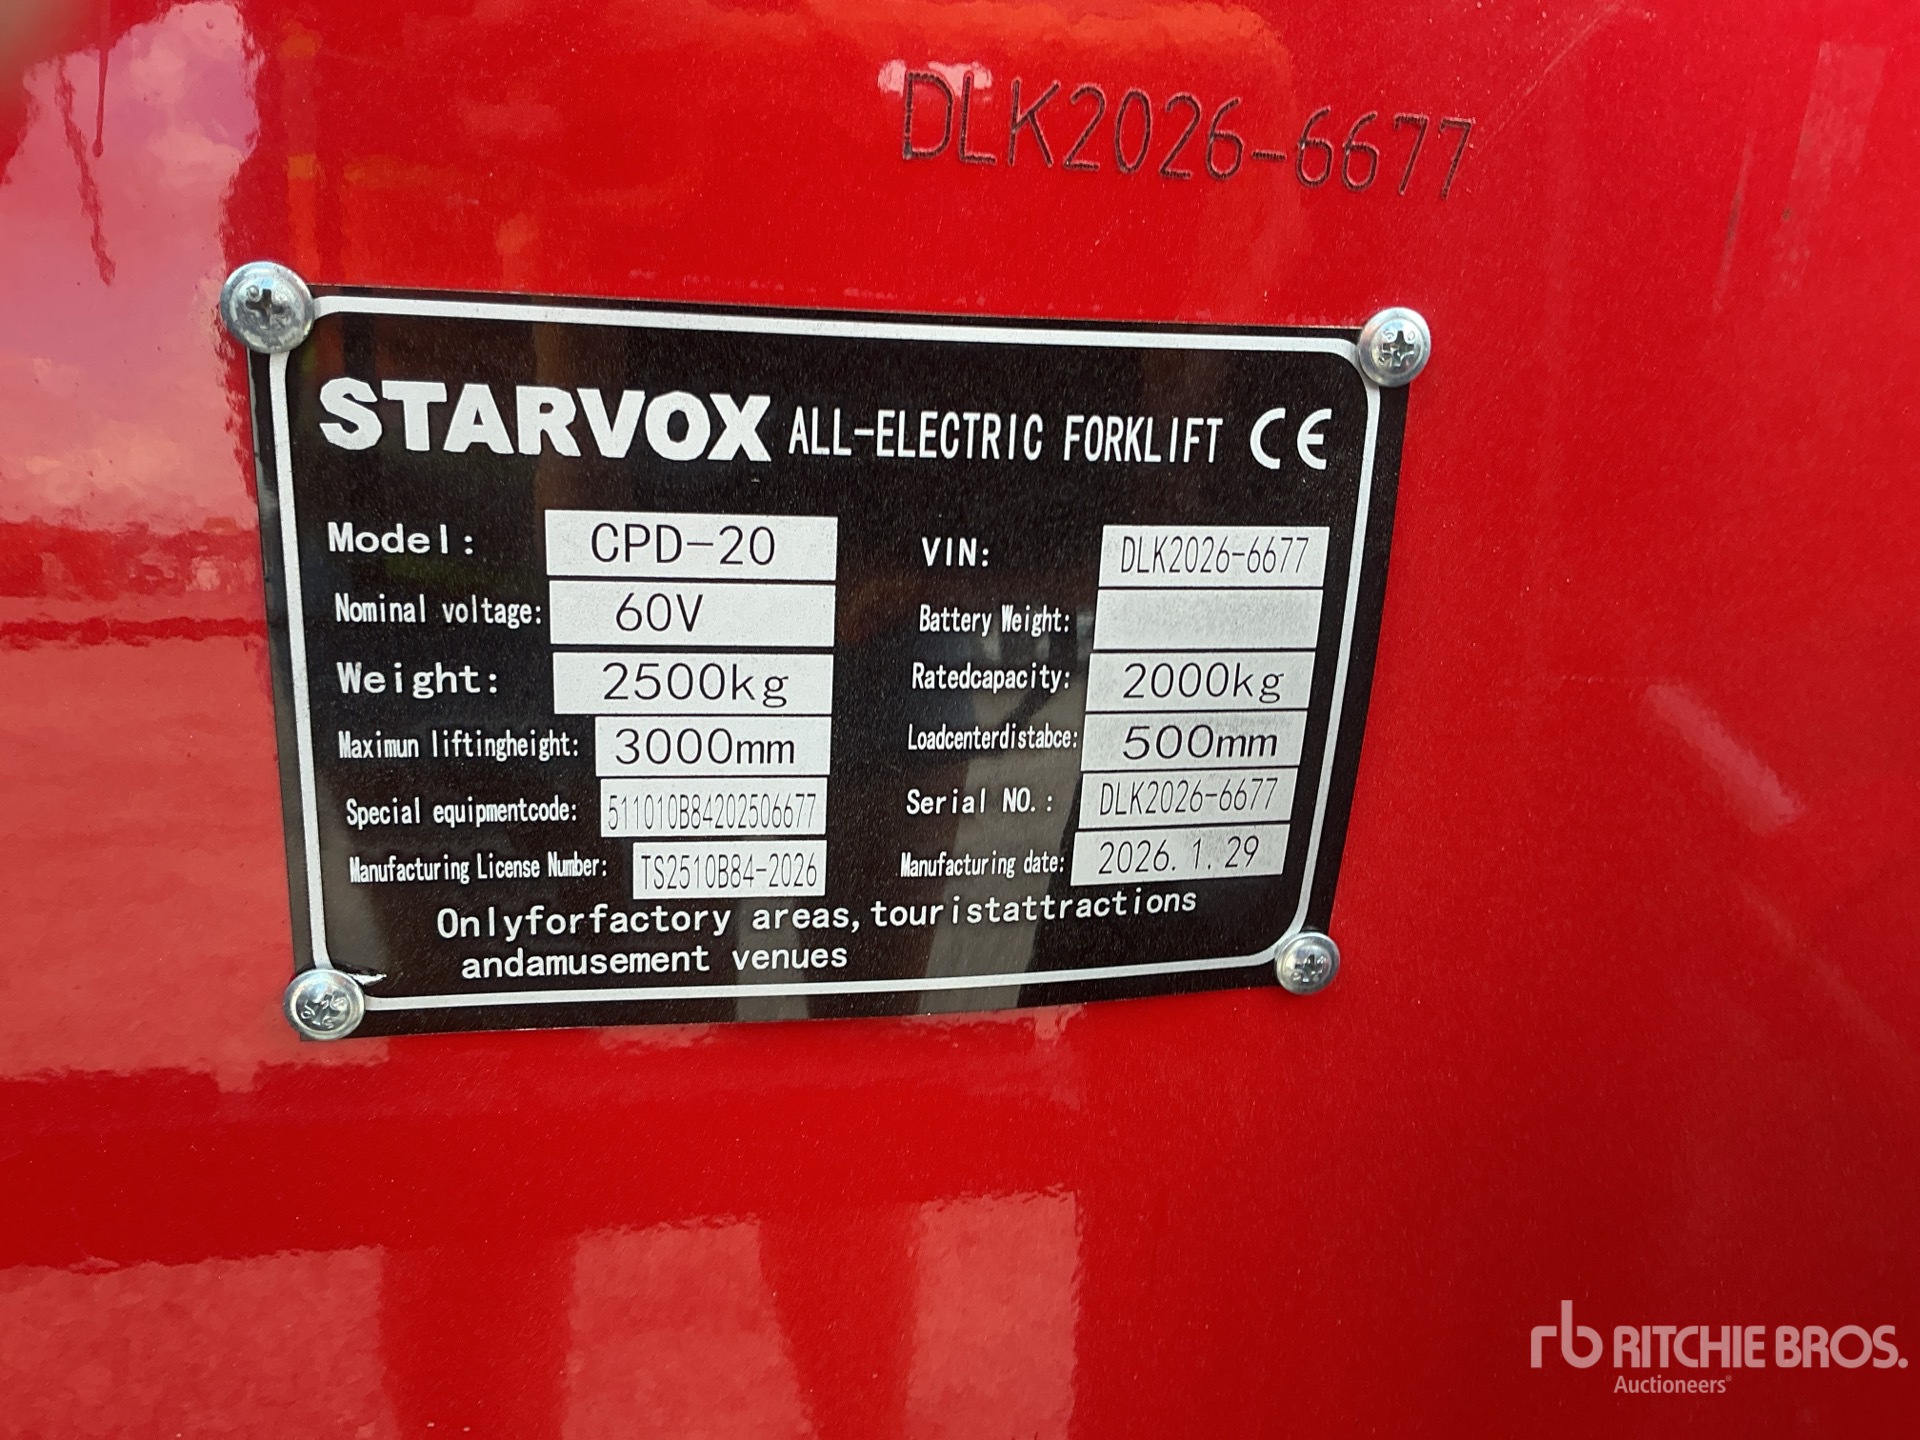 DLK2026-6677
STARVOX ALL-ELECTRIC FORKLIFT CE
Model: CPD-20 VIN: DLK2026-6677
Nominal voltage: 60V Battery Weight:
Weight: 2500kg Ratedcapacity: 2000kg
Maximun liftingheight: 3000mm Loadcenterdistabce: 500mm
Special equipmentcode: 511010B84202506677 Serial NO.: DLK2026-6677
Manufacturing License Number: TS2510B84-2026 Manufacturing date: 2026.1.29
Onlyforfactory areas,touristattractions
andamusement venues
rb RITCHIE BROS.
Auctioneers